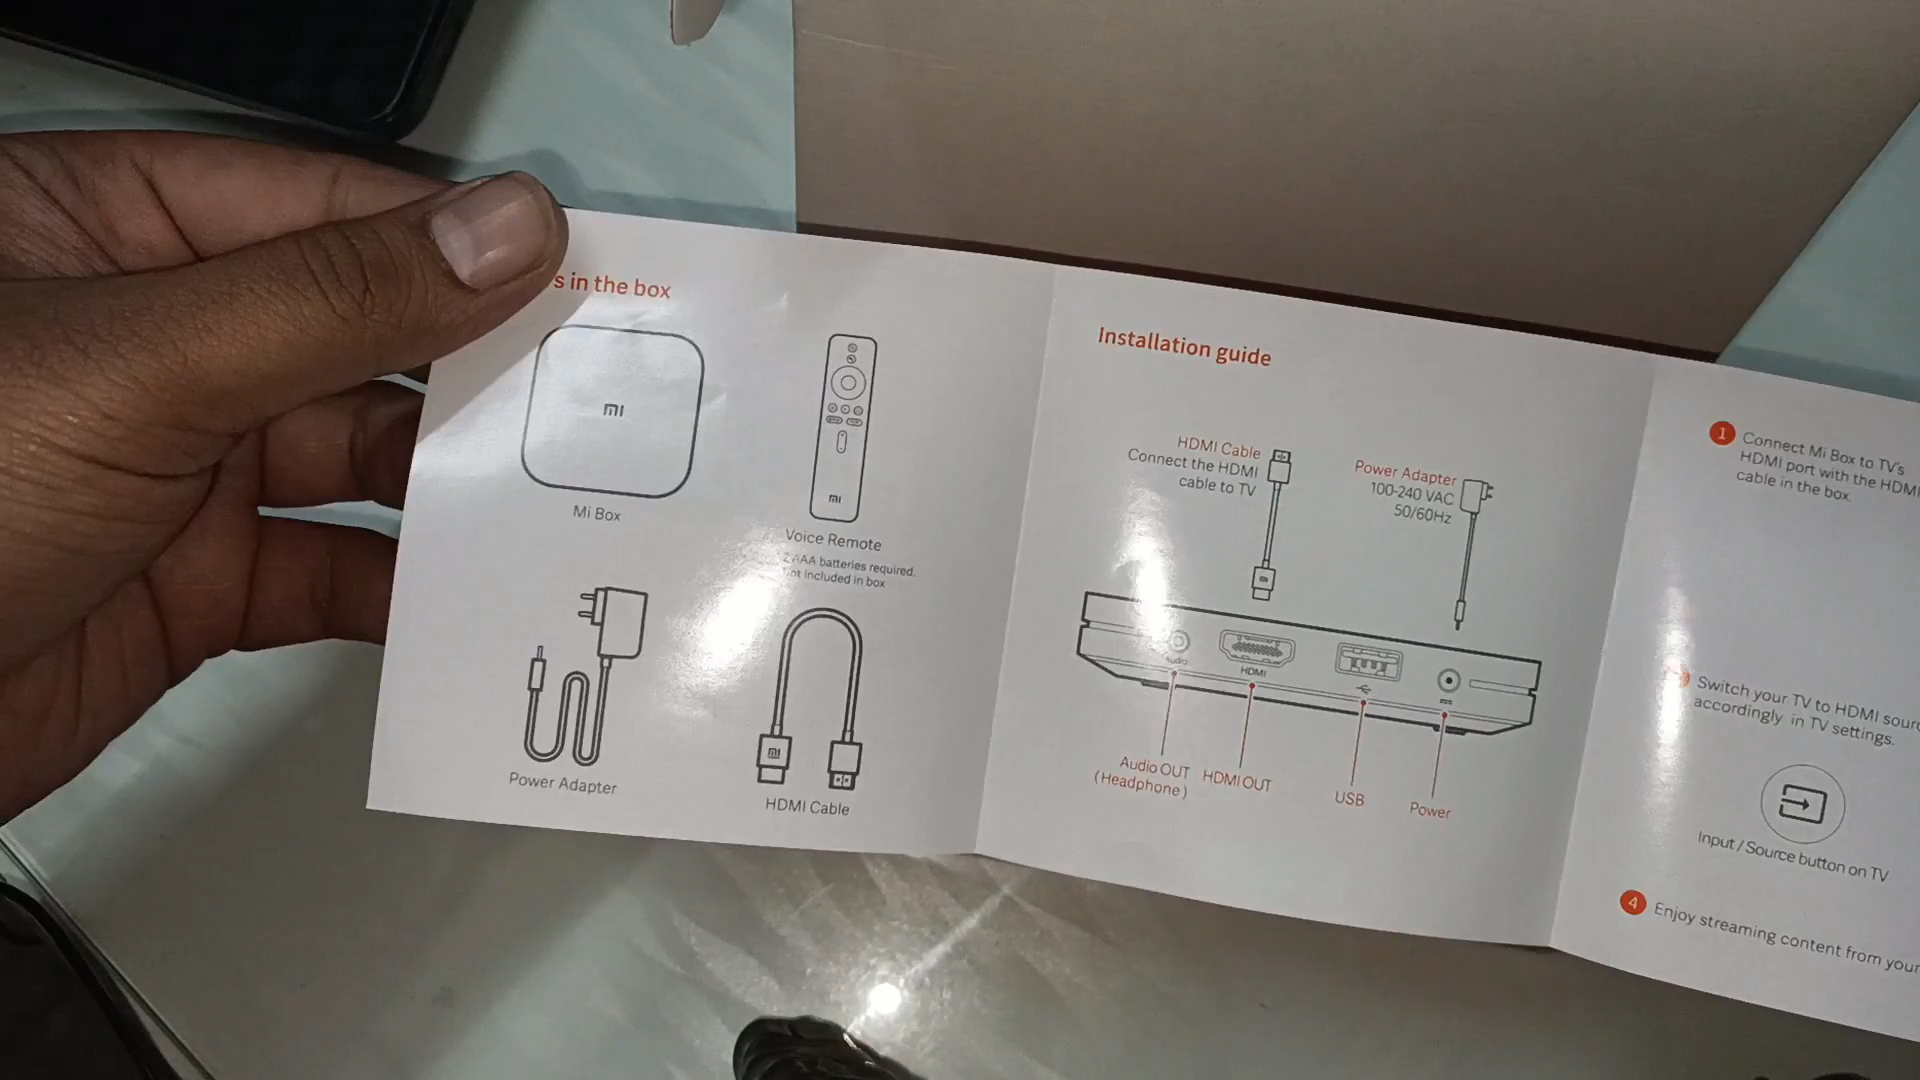 s in the box
mi
mi
Mi Box
Voice Remote
2 AAA batteries required.
not included in box
mi
Power Adapter
HDMI Cable
Installation guide
HDMI Cable
Connect the HDMI
cable to TV
Power Adapter
100-240 VAC
50/60Hz
mi
HDMI
Audio OUT
(Headphone)
HDMI OUT
USB
Power
1 Connect Mi Box to TV's
HDMI port with the HDMI
cable in the box.
Switch your TV to HDMI
accordingly in TV settings.
Input / Source button on TV
4 Enjoy streaming content from your